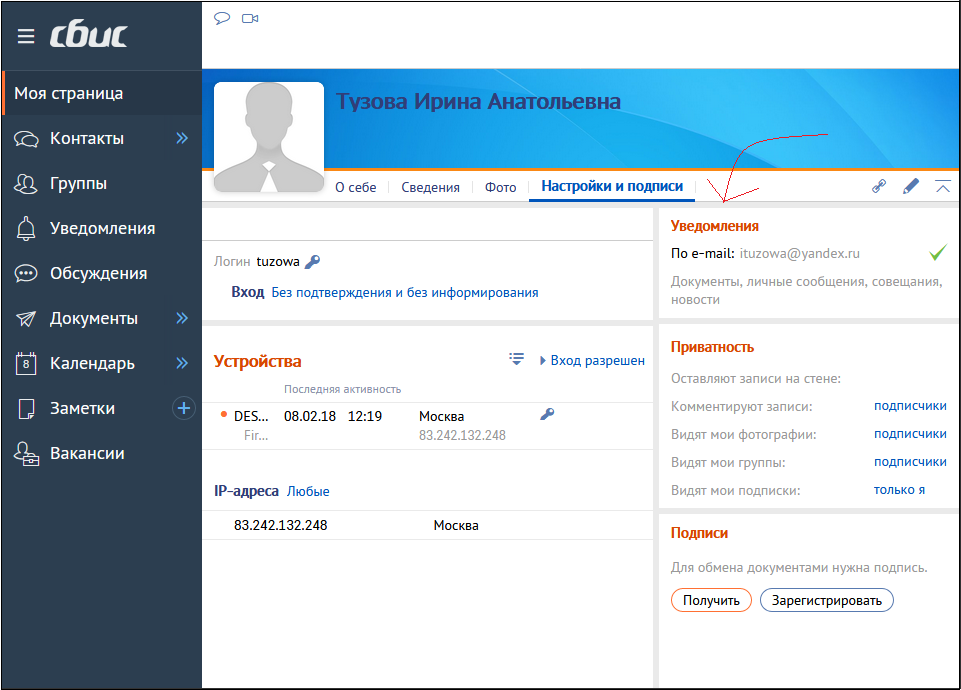 сбис
Моя страница
Контакты
Группы
Уведомления
Обсуждения
Документы
8
Календарь
Заметки
Вакансии
Тузова Ирина Анатольевна
О себе Сведения Фото Настройки и подписи
Логин tuzowa
Вход Без подтверждения и без информирования
Устройства Вход разрешен
Последняя активность
DES... 08.02.18 12:19 Москва
Fir... 83.242.132.248
IP-адреса Любые
83.242.132.248 Москва
Уведомления
По e-mail: ituzowa@yandex.ru
Документы, личные сообщения, совещания,
новости
Приватность
Оставляют записи на стене:
Комментируют записи: подписчики
Видят мои фотографии: подписчики
Видят мои группы: подписчики
Видят мои подписки: только я
Подписи
Для обмена документами нужна подпись.
Получить Зарегистрировать